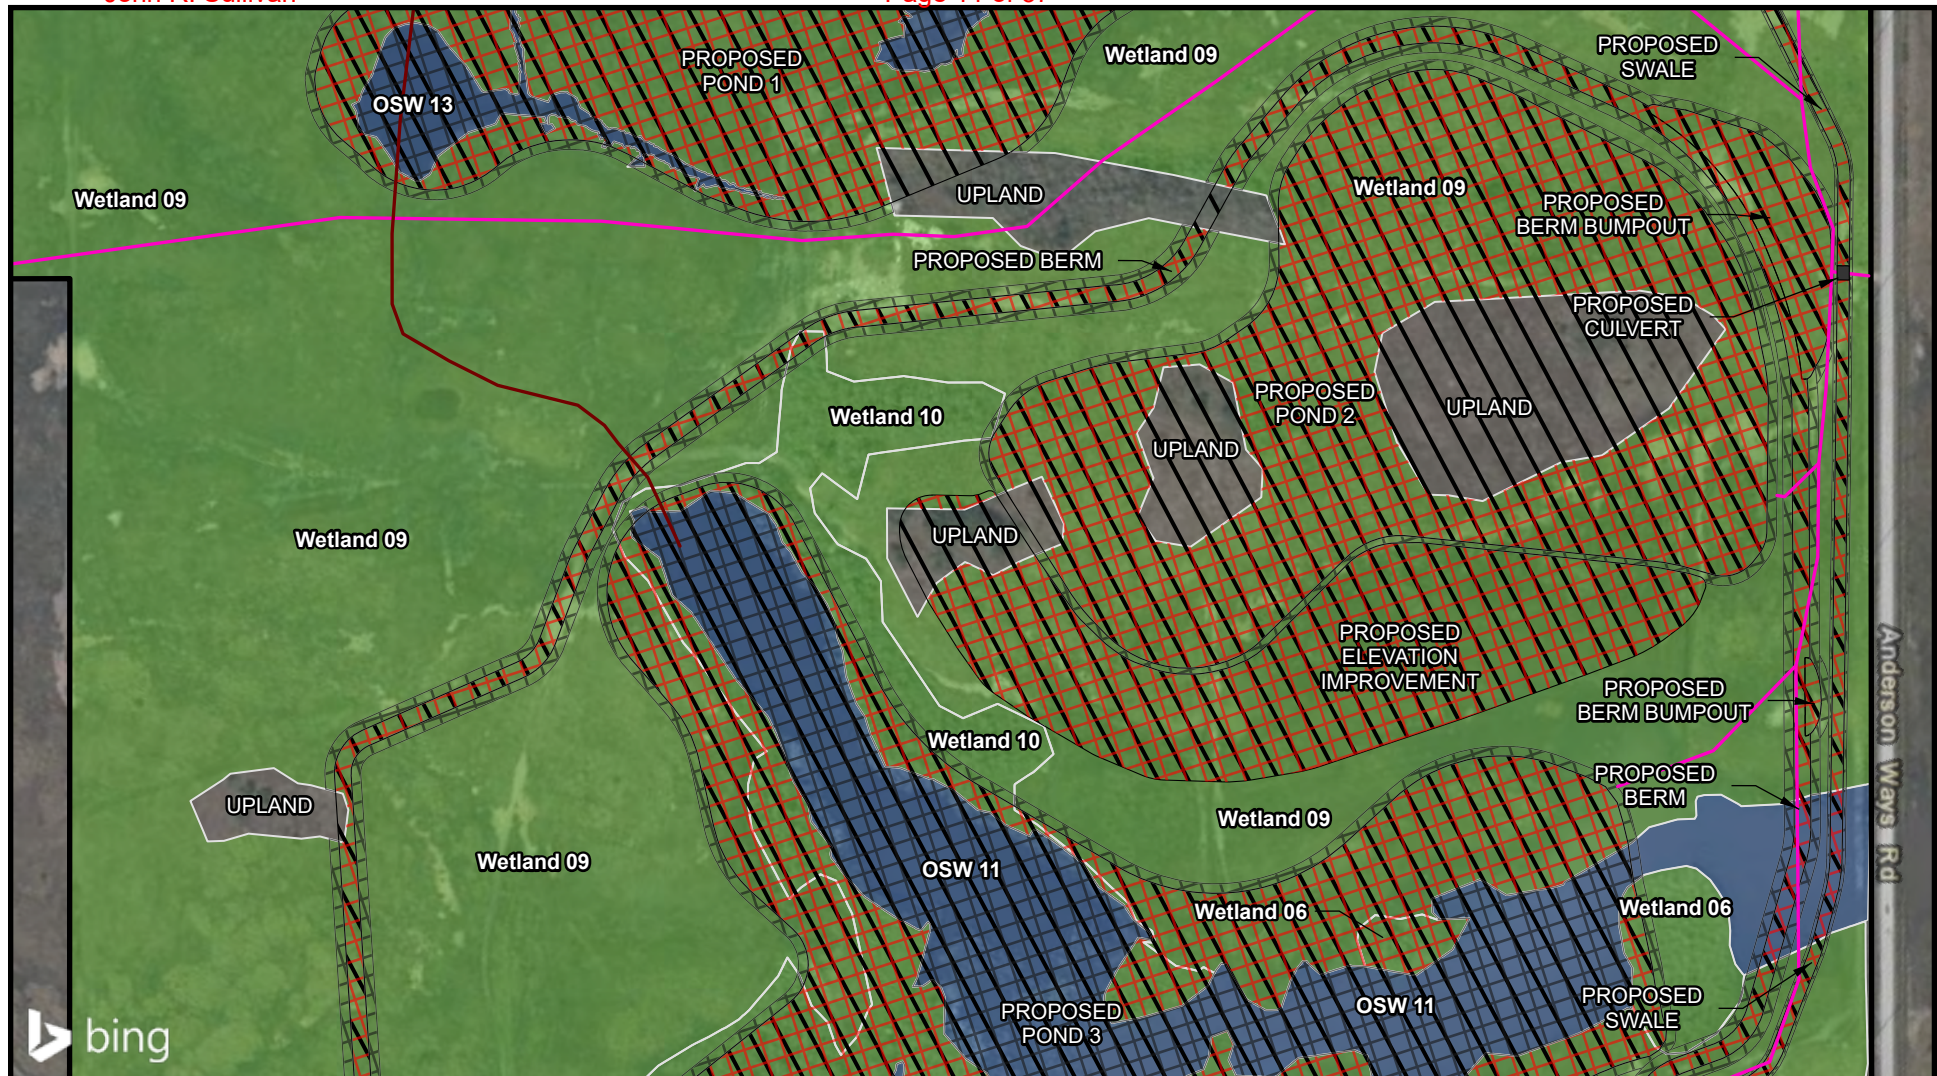 Wetland 09
PROPOSED
SWALE
PROPOSED
POND 1
OSW 13
Wetland 09
UPLAND
Wetland 09
PROPOSED
BERM BUMPOUT
PROPOSED BERM
PROPOSED
CULVERT
Wetland 10
PROPOSED
POND 2
UPLAND
UPLAND
Wetland 09
UPLAND
PROPOSED
ELEVATION
IMPROVEMENT
PROPOSED
BERM BUMPOUT
Wetland 10
Anderson Ways Rd
PROPOSED
BERM
UPLAND
Wetland 09
Wetland 09
OSW 11
Wetland 06
Wetland 06
PROPOSED
POND 3
OSW 11
PROPOSED
SWALE
bing